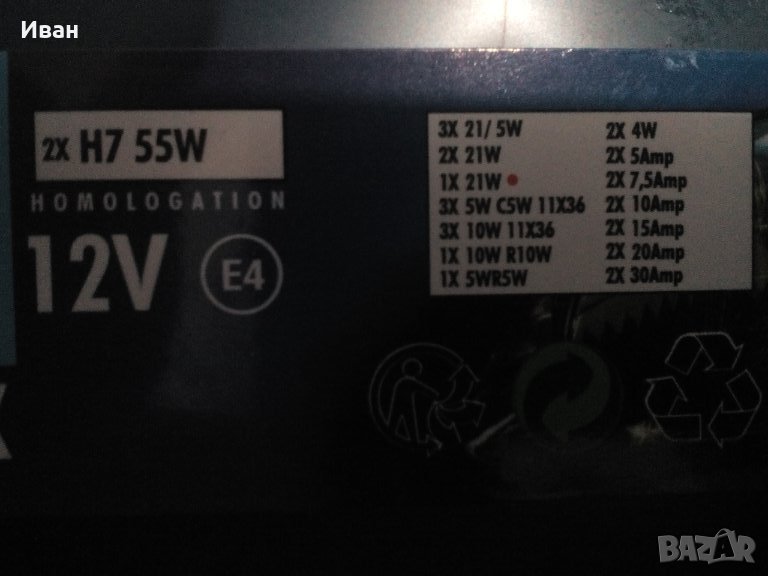 Иван
2X H7 55W
HOMOLOGATION
12V E4
3X 21/5W
2X 21W
1X 21W
3X 5W C5W 11X36
3X 10W 11X36
1X 10W R10W
1X 5WR5W
2X 4W
2X 5Amp
2X 7,5Amp
2X 10Amp
2X 15Amp
2X 20Amp
2X 30Amp
BAZAR